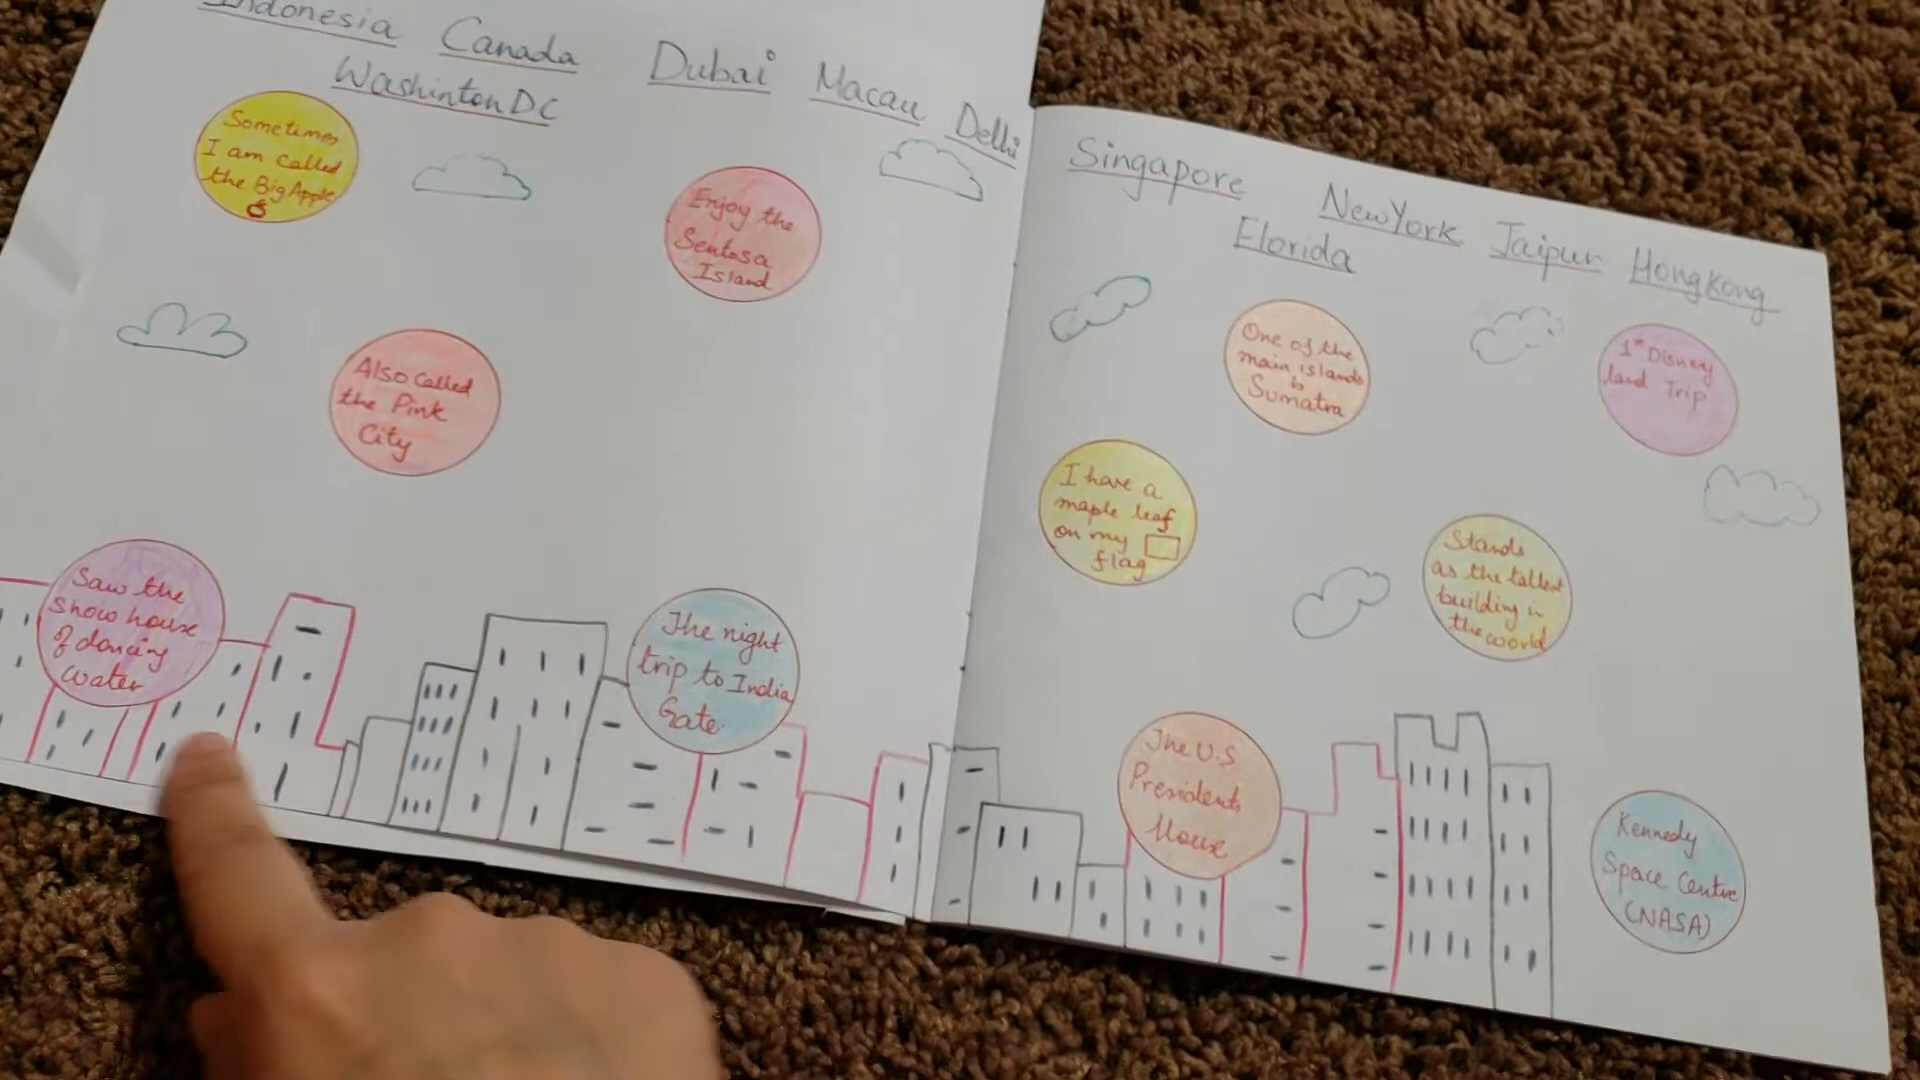 Indonesia Canada Dubai Macau Delhi
Washinton DC
Sometimes
I am called
the Big Apple
Enjoy the
Sentosa
Island
Also called
the Pink
City
Saw the
show house
of dancing
water
The night
trip to India
Gate
Singapore NewYork Jaipur HongKong
Florida
One of the
main islands
is
Sumatra
1st Disney
land Trip
I have a
maple leaf
on my
flag
Stands
as the tallest
building in
the world
The U.S
Presidents
House
Kennedy
Space Centre
(NASA)